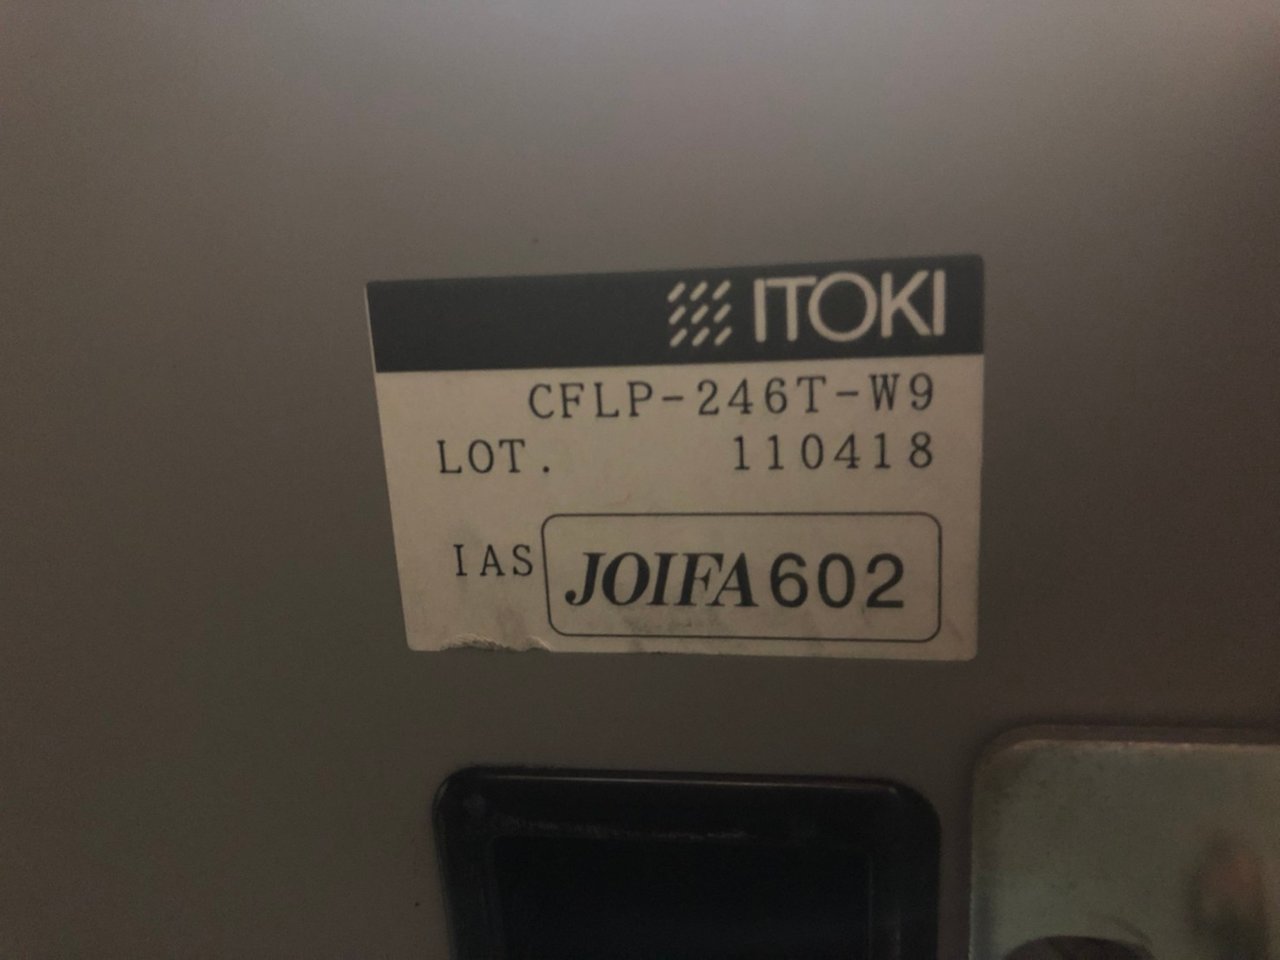 ITOKI
CFLP-246T-W9
LOT. 110418
IAS JOIFA602